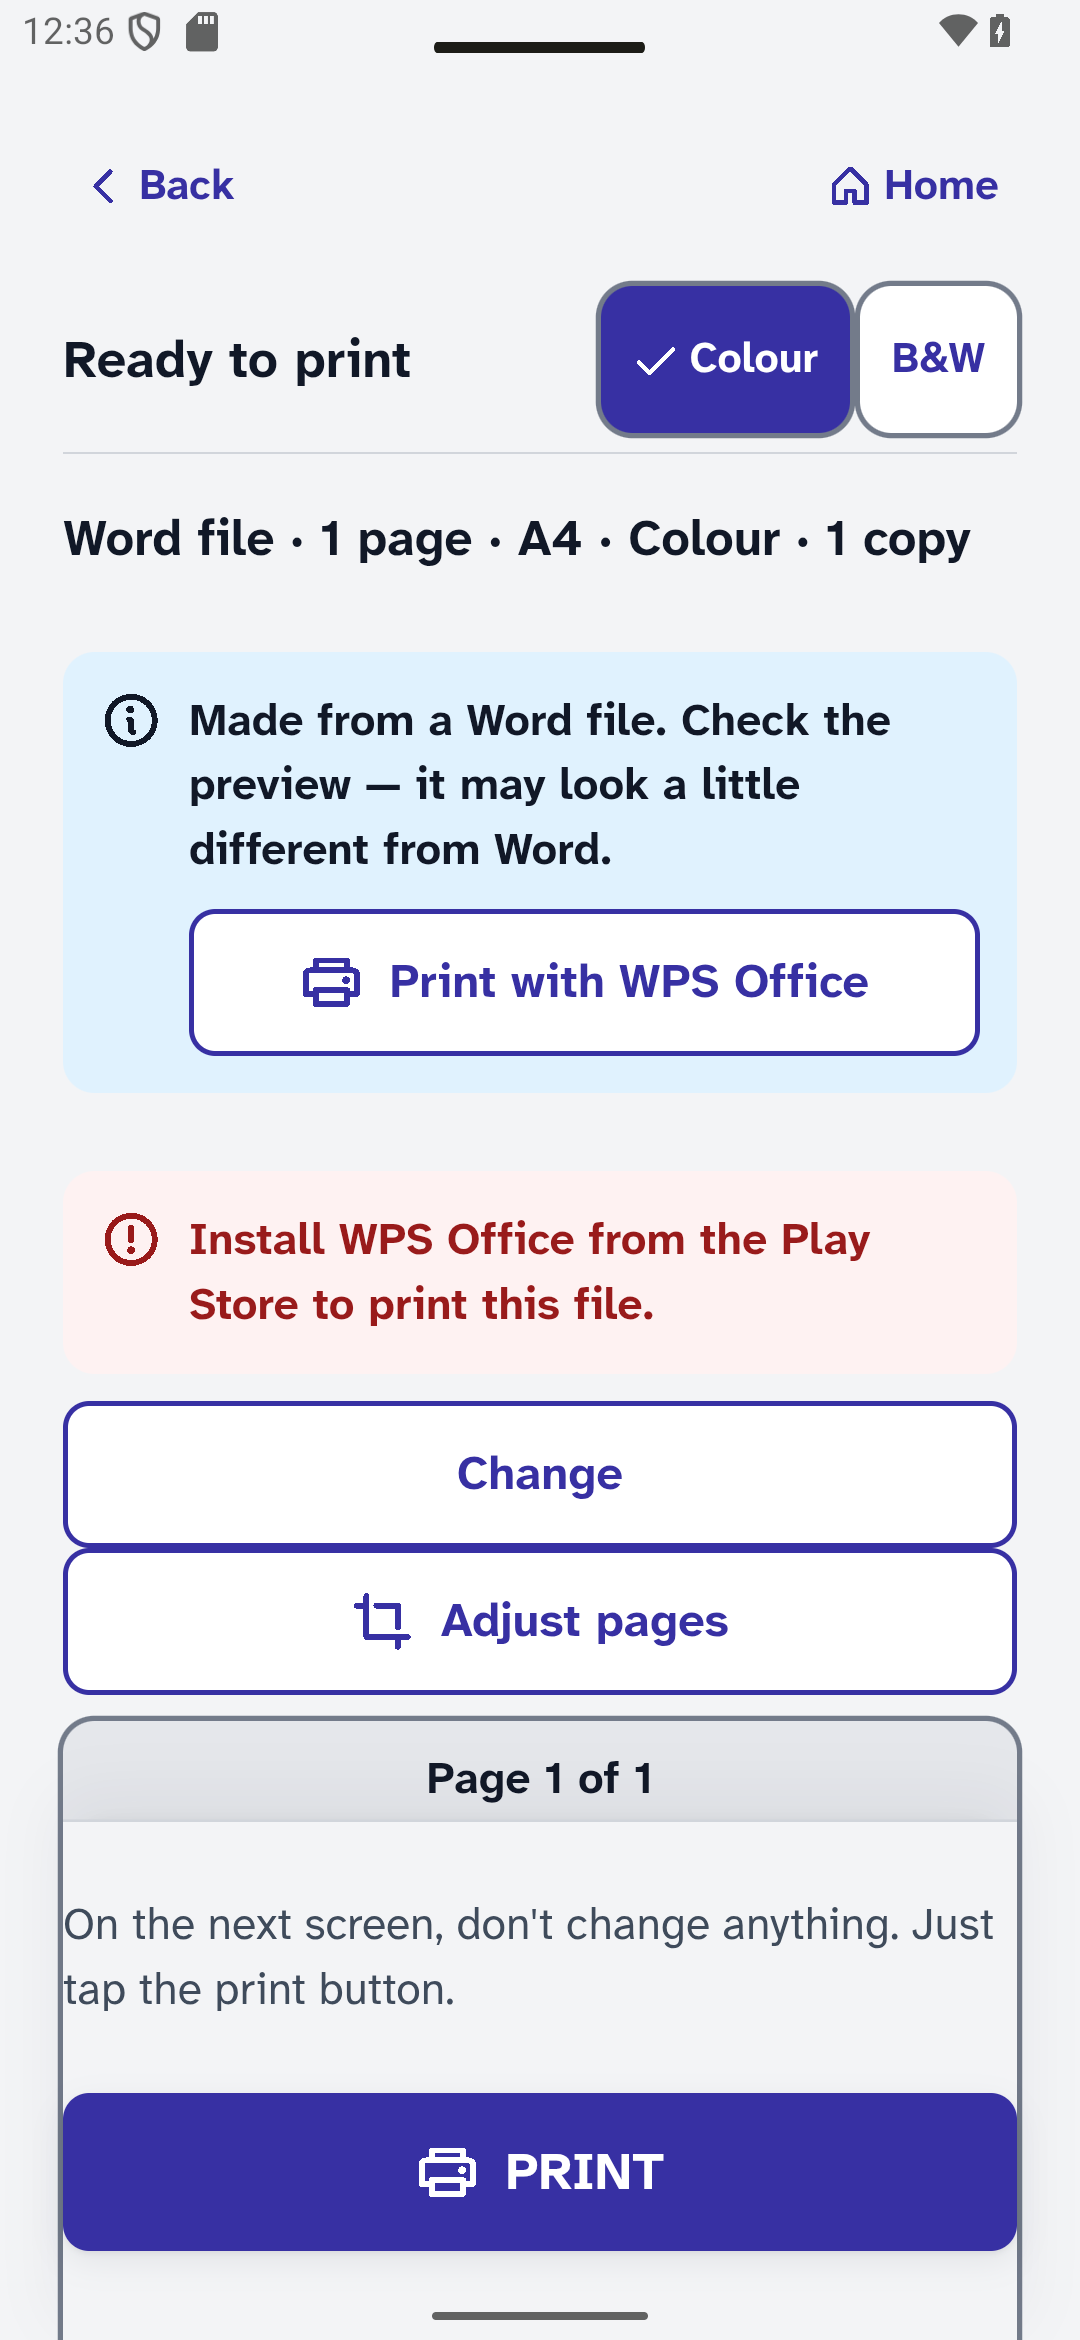 12:36
Back
Home
Ready to print
Colour
B&W
Word file · 1 page · A4 · Colour · 1 copy
Made from a Word file. Check the
preview — it may look a little
different from Word.
Print with WPS Office
Install WPS Office from the Play
Store to print this file.
Change
Adjust pages
Page 1 of 1
On the next screen, don't change anything. Just
tap the print button.
PRINT